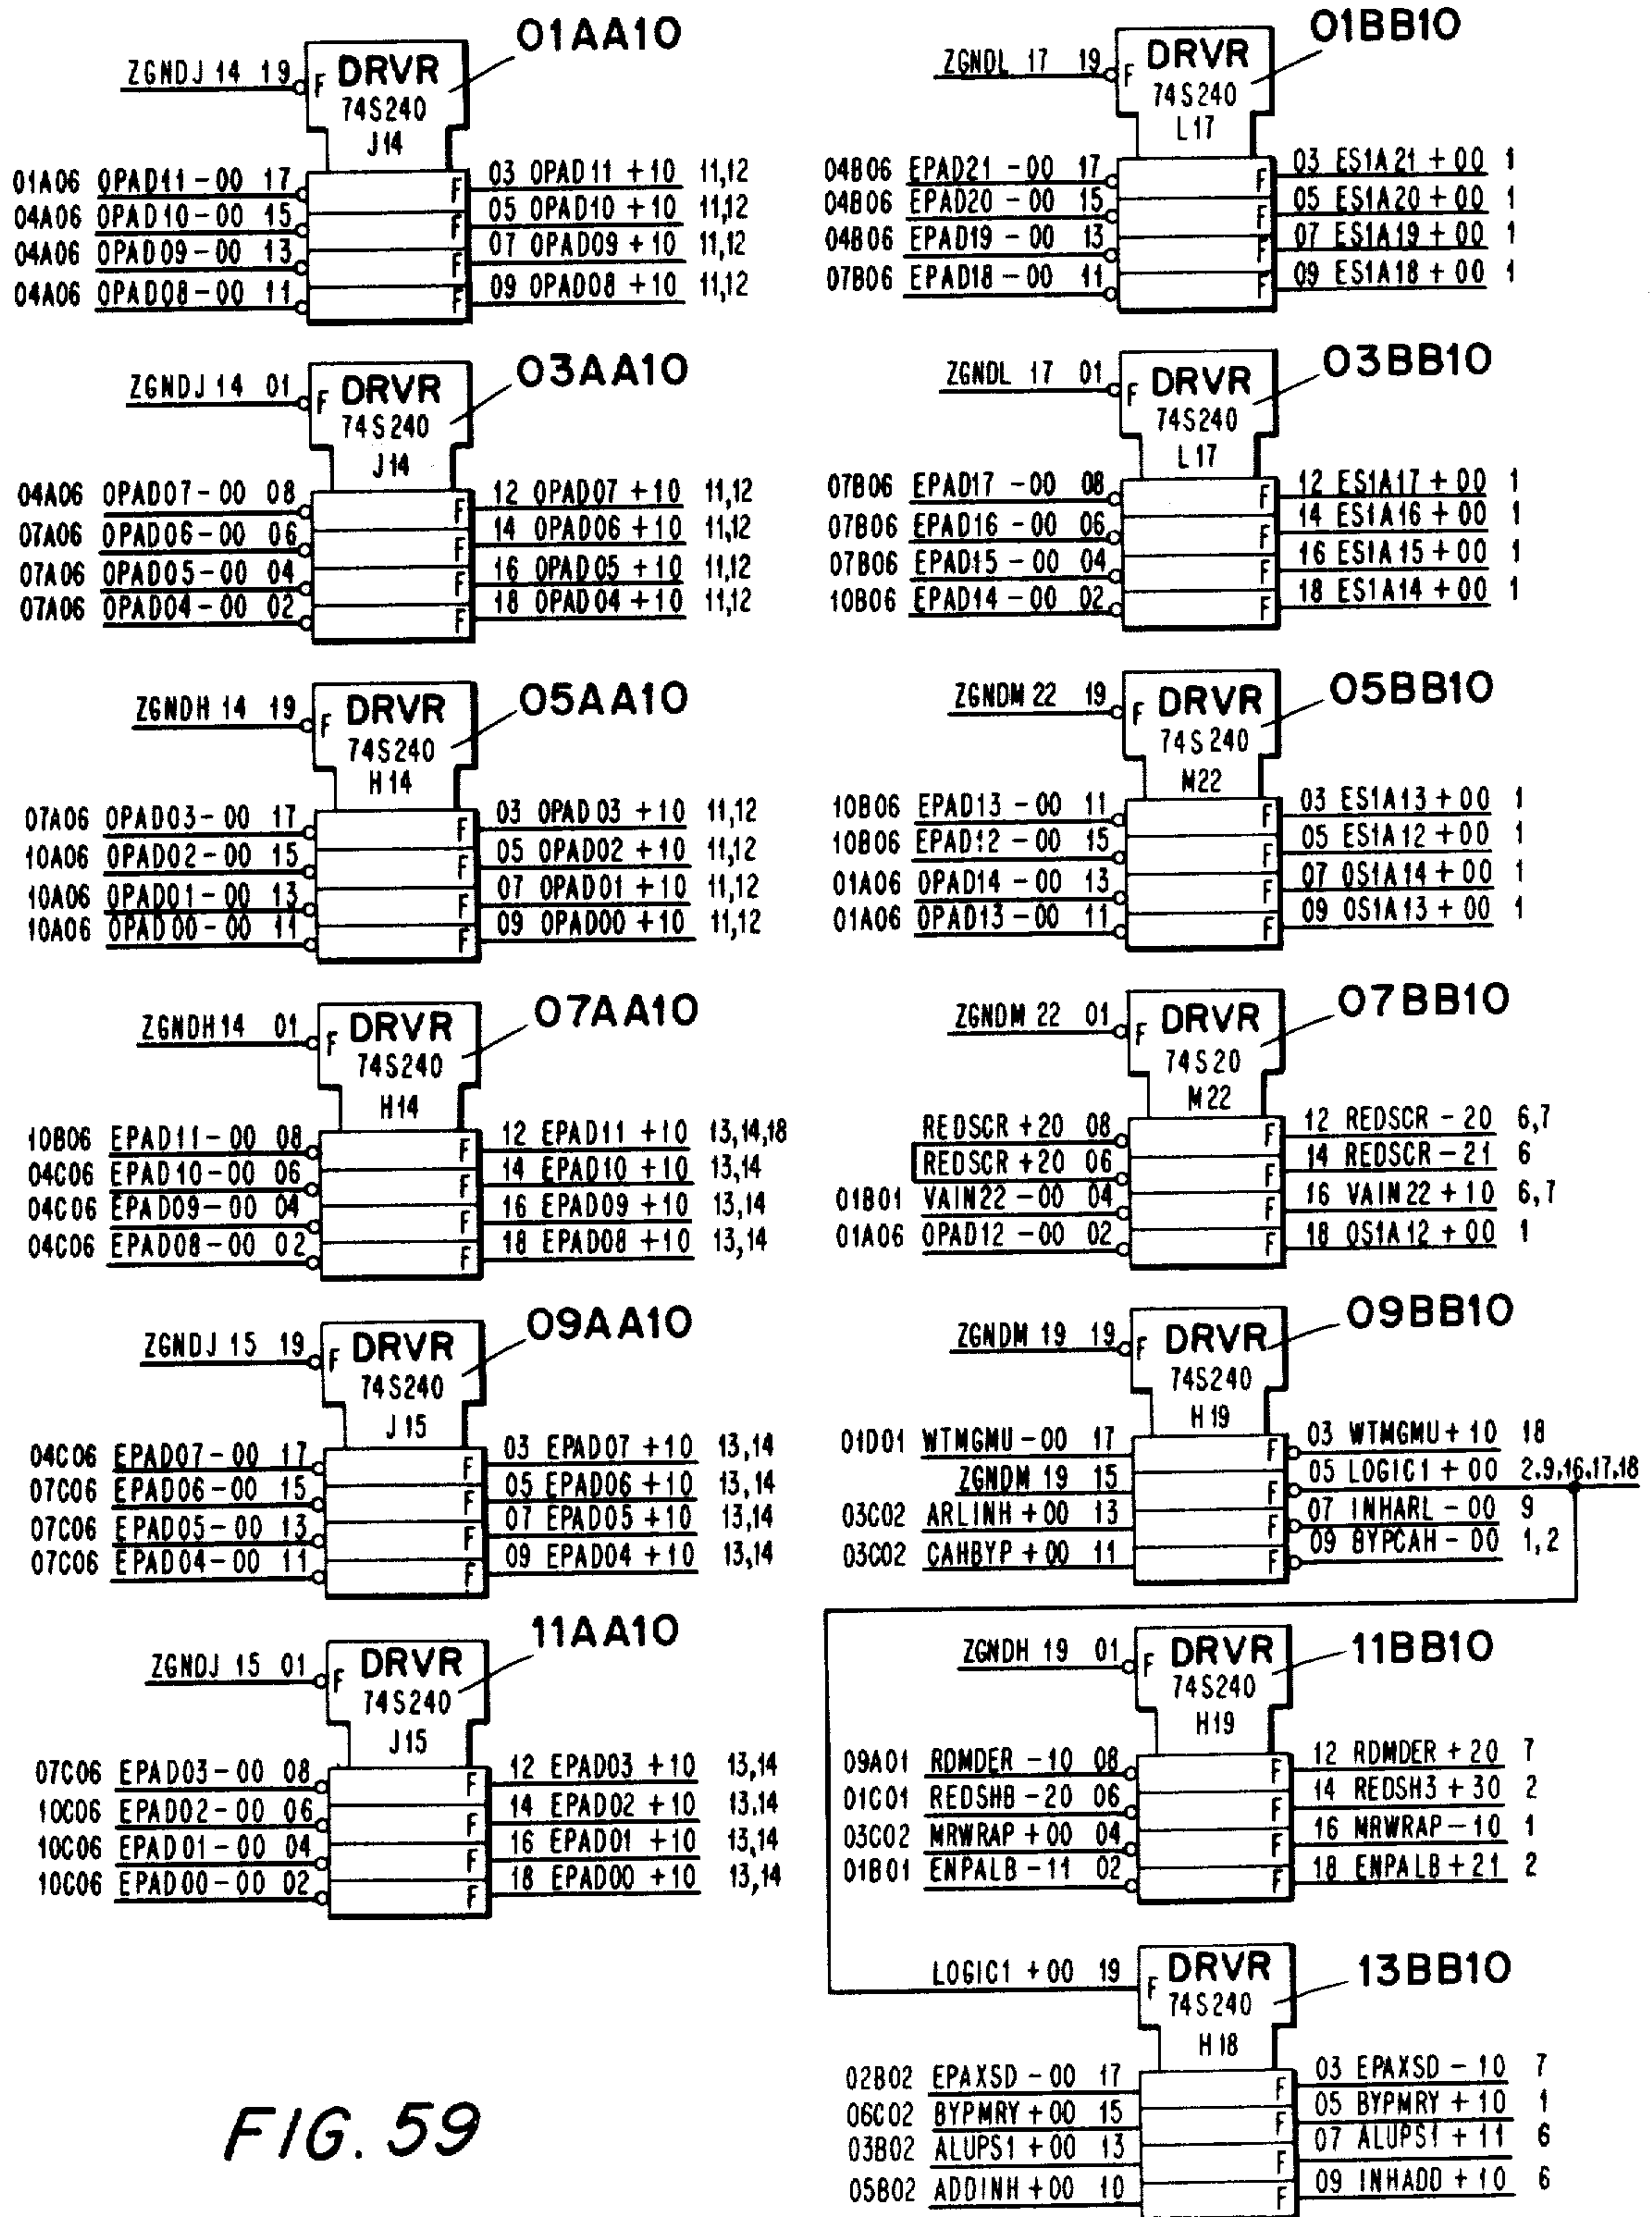 01AA10
ZGNDJ 14 19 F DRVR
74S240
J14
01A06 OPAD11-00 17 F 03 OPAD11 +10 11,12
04A06 OPAD10-00 15 F 05 OPAD10 +10 11,12
04A06 OPAD09-00 13 F 07 OPAD09 +10 11,12
04A06 OPAD08-00 11 F 09 OPAD08 +10 11,12
03AA10
ZGNDJ 14 01 F DRVR
74S240
J14
04A06 OPAD07-00 08 F 12 OPAD07 +10 11,12
07A06 OPAD06-00 06 F 14 OPAD06 +10 11,12
07A06 OPAD05-00 04 F 16 OPAD05 +10 11,12
07A06 OPAD04-00 02 F 18 OPAD04 +10 11,12
05AA10
ZGNDH 14 19 F DRVR
74S240
H14
07A06 OPAD03-00 17 F 03 OPAD03 +10 11,12
10A06 OPAD02-00 15 F 05 OPAD02 +10 11,12
10A06 OPAD01-00 13 F 07 OPAD01 +10 11,12
10A06 OPAD00-00 11 F 09 OPAD00 +10 11,12
07AA10
ZGNDH14 01 F DRVR
74S240
H14
10B06 EPAD11-00 08 F 12 EPAD11 +10 13,14,18
04C06 EPAD10-00 06 F 14 EPAD10 +10 13,14
04C06 EPAD09-00 04 F 16 EPAD09 +10 13,14
04C06 EPAD08-00 02 F 18 EPAD08 +10 13,14
09AA10
ZGNDJ 15 19 F DRVR
74S240
J15
04C06 EPAD07-00 17 F 03 EPAD07 +10 13,14
07C06 EPAD06-00 15 F 05 EPAD06 +10 13,14
07C06 EPAD05-00 13 F 07 EPAD05 +10 13,14
07C06 EPAD04-00 11 F 09 EPAD04 +10 13,14
11AA10
ZGNDJ 15 01 F DRVR
74S240
J15
07C06 EPAD03-00 08 F 12 EPAD03 +10 13,14
10C06 EPAD02-00 06 F 14 EPAD02 +10 13,14
10C06 EPAD01-00 04 F 16 EPAD01 +10 13,14
10C06 EPAD00-00 02 F 18 EPAD00 +10 13,14
01BB10
ZGNDL 17 19 F DRVR
74S240
L17
04B06 EPAD21 -00 17 F 03 ES1A21 +00 1
04B06 EPAD20 -00 15 F 05 ES1A20 +00 1
04B06 EPAD19 -00 13 F 07 ES1A19 +00 1
07B06 EPAD18-00 11 F 09 ES1A18 +00 1
03BB10
ZGNDL 17 01 F DRVR
74S240
L17
07B06 EPAD17 -00 08 F 12 ES1A17 +00 1
07B06 EPAD16 -00 06 F 14 ES1A16 +00 1
07B06 EPAD15 -00 04 F 16 ES1A15 +00 1
10B06 EPAD14 -00 02 F 18 ES1A14 +00 1
05BB10
ZGNDM 22 19 F DRVR
74S240
M22
10B06 EPAD13 -00 11 F 03 ES1A13 +00 1
10B06 EPAD12 -00 15 F 05 ES1A12 +00 1
01A06 OPAD14 -00 13 F 07 OS1A14 +00 1
01A06 OPAD13-00 11 F 09 OS1A13 +00 1
07BB10
ZGNDM 22 01 F DRVR
74S20
M22
REDSCR +20 08 F 12 REDSCR -20 6,7
REDSCR +20 06 F 14 REDSCR -21 6
01B01 VAIN22 -00 04 F 16 VAIN22 +10 6,7
01A06 OPAD12 -00 02 F 18 OS1A12 +00 1
09BB10
ZGNDM 19 19 F DRVR
74S240
H19
01D01 WTMGMU-00 17 F 03 WTMGMU+10 18
ZGNDM 19 15 F 05 LOGIC1 +00 2.9,16.17,18
03C02 ARLINH +00 13 F 07 INHARL -00 9
03C02 CAHBYP +00 11 F 09 BYPCAH -00 1,2
11BB10
ZGNDH 19 01 F DRVR
74S240
H19
09A01 RDMDER -10 08 F 12 RDMDER +20 7
01C01 REDSHB -20 06 F 14 REDSH3 +30 2
03C02 MRWRAP +00 04 F 16 MRWRAP-10 1
01B01 ENPALB -11 02 F 18 ENPALB+21 2
13BB10
LOGIC1 +00 19 F DRVR
74S240
H18
02B02 EPAXSD -00 17 F 03 EPAXSD -10 7
06C02 BYPMRY +00 15 F 05 BYPMRY +10 1
03B02 ALUPS1 +00 13 F 07 ALUPS1 +11 6
05B02 ADDINH +00 10 F 09 INHADD +10 6
FIG. 59